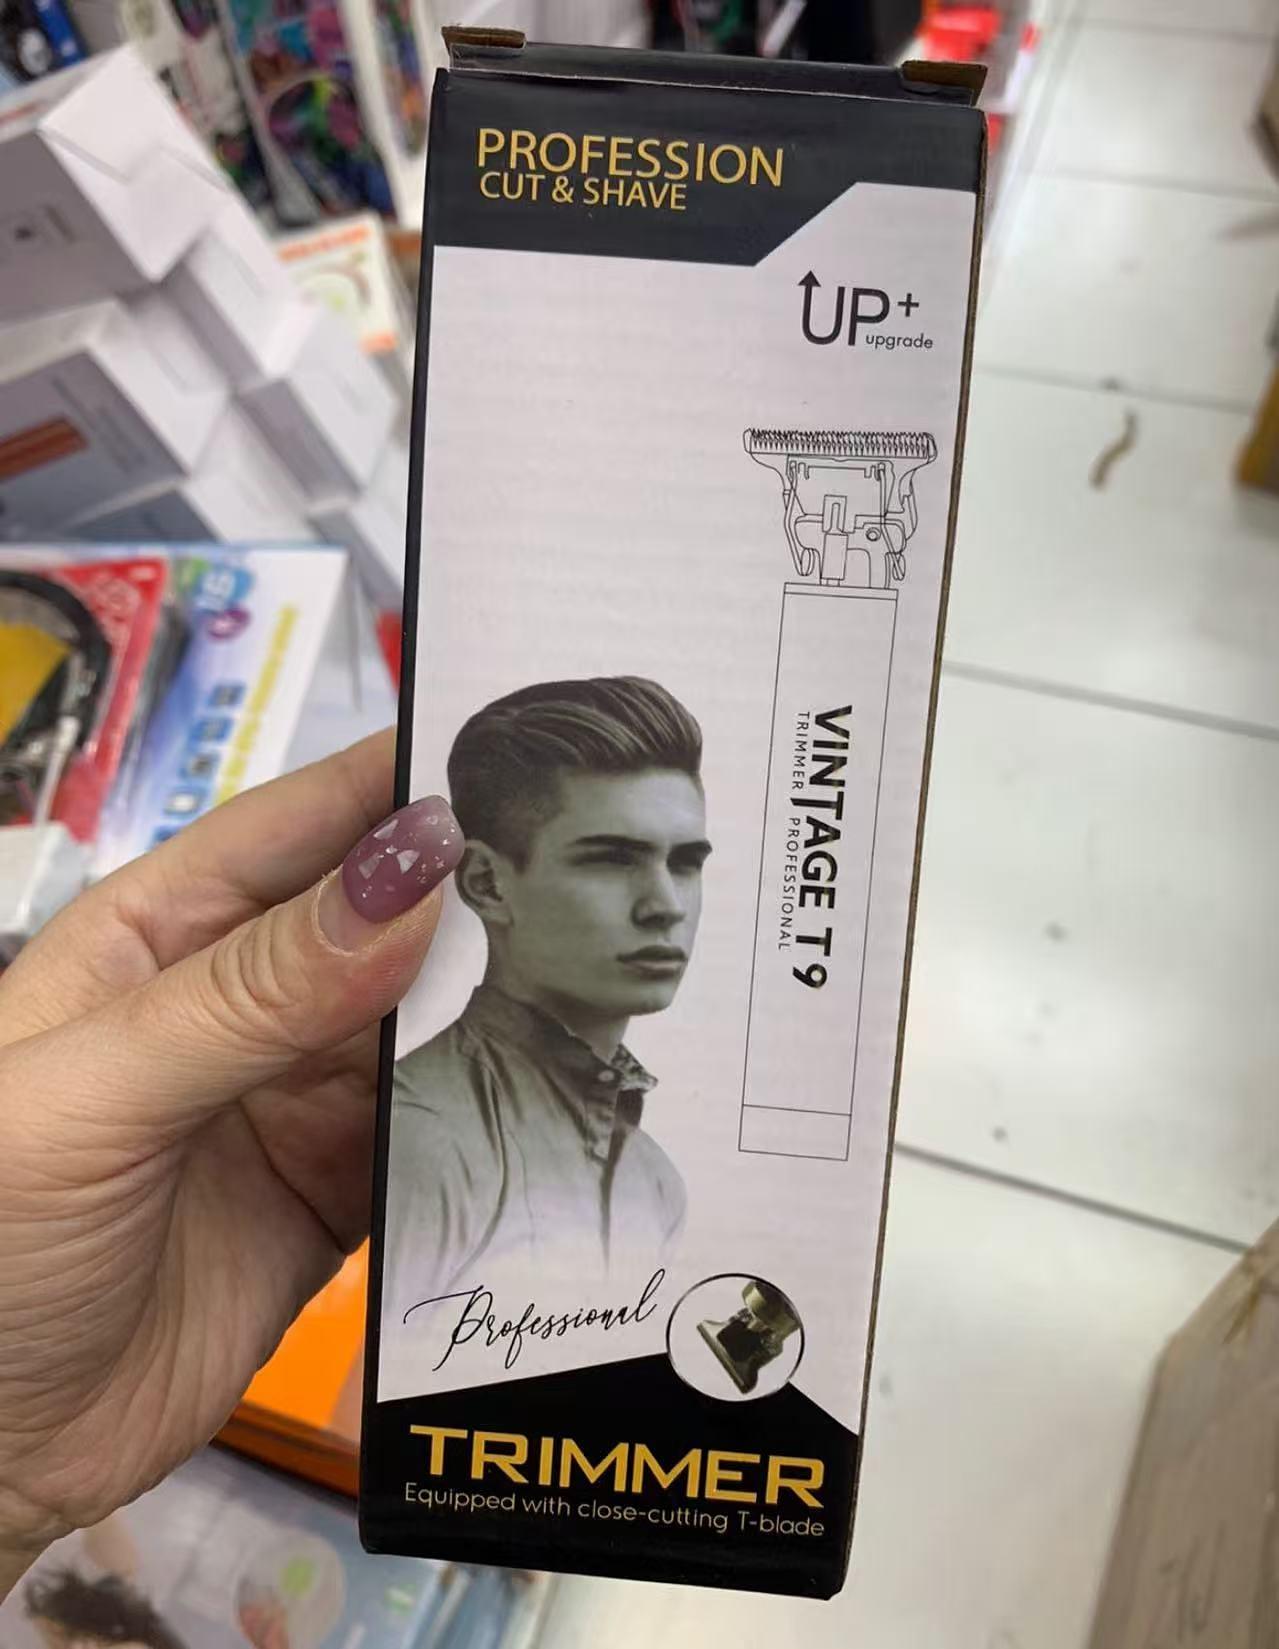 PROFESSION
CUT & SHAVE
UP+
upgrade
VINTAGE T9
TRIMMER PROFESSIONAL
Professional
TRIMMER
Equipped with close-cutting T-blade